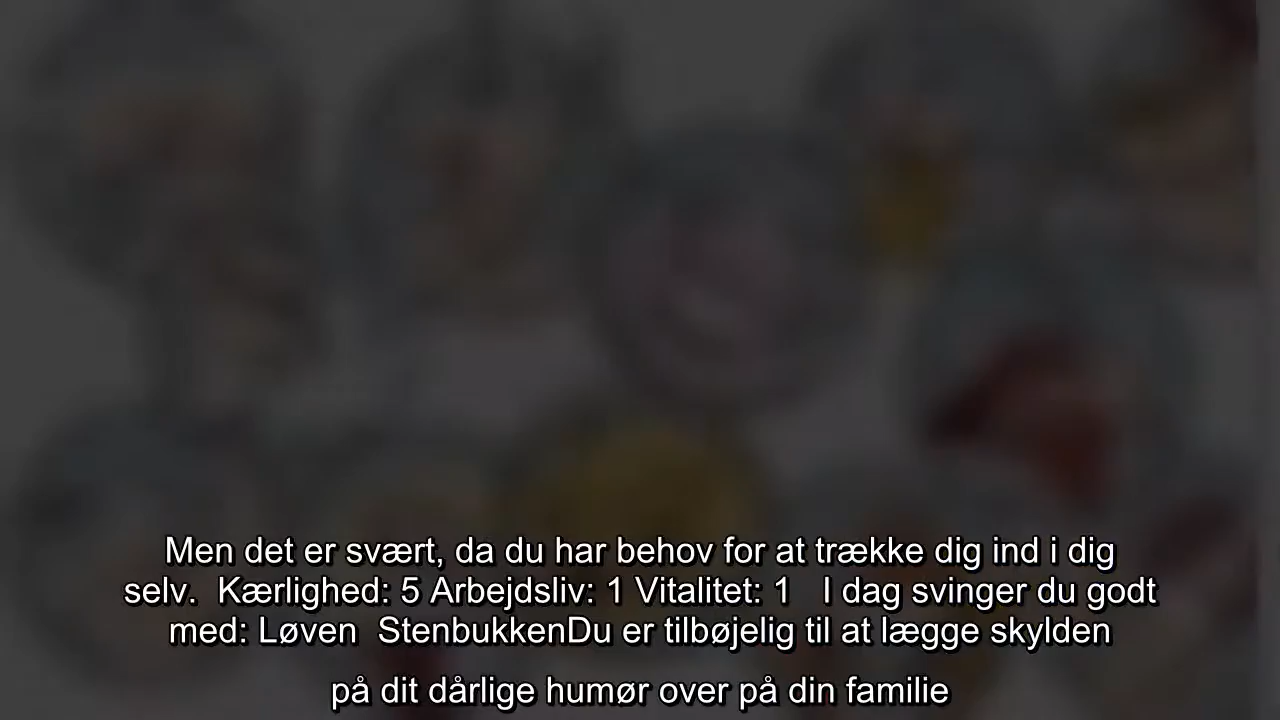 Men det er svært, da du har behov for at trække dig ind i dig
selv.  Kærlighed: 5 Arbejdsliv: 1 Vitalitet: 1   I dag svinger du godt
med: Løven  StenbukkenDu er tilbøjelig til at lægge skylden
på dit dårlige humør over på din familie